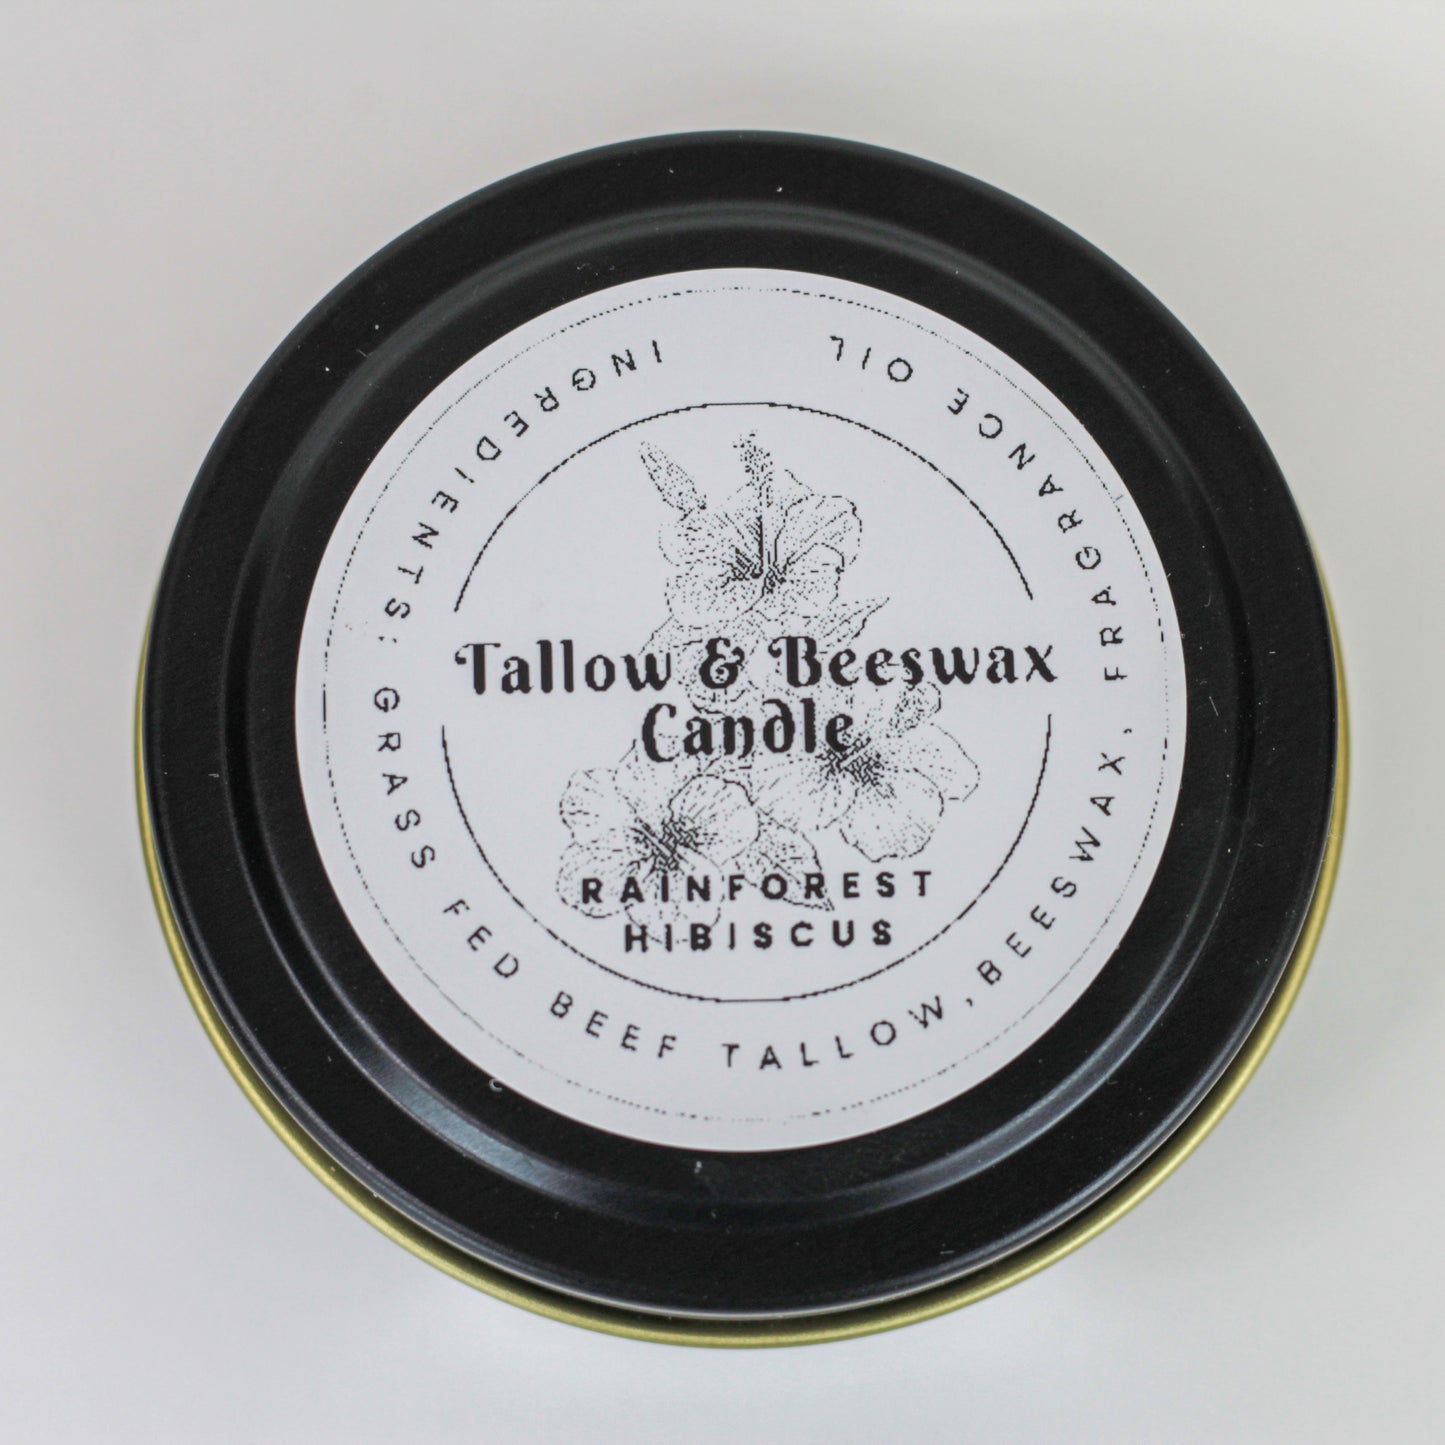 Tallow & Beeswax
Candle
RAINFOREST
HIBISCUS
INGREDIENTS: GRASS FED BEEF TALLOW, BEESWAX, FRAGRANCE OIL